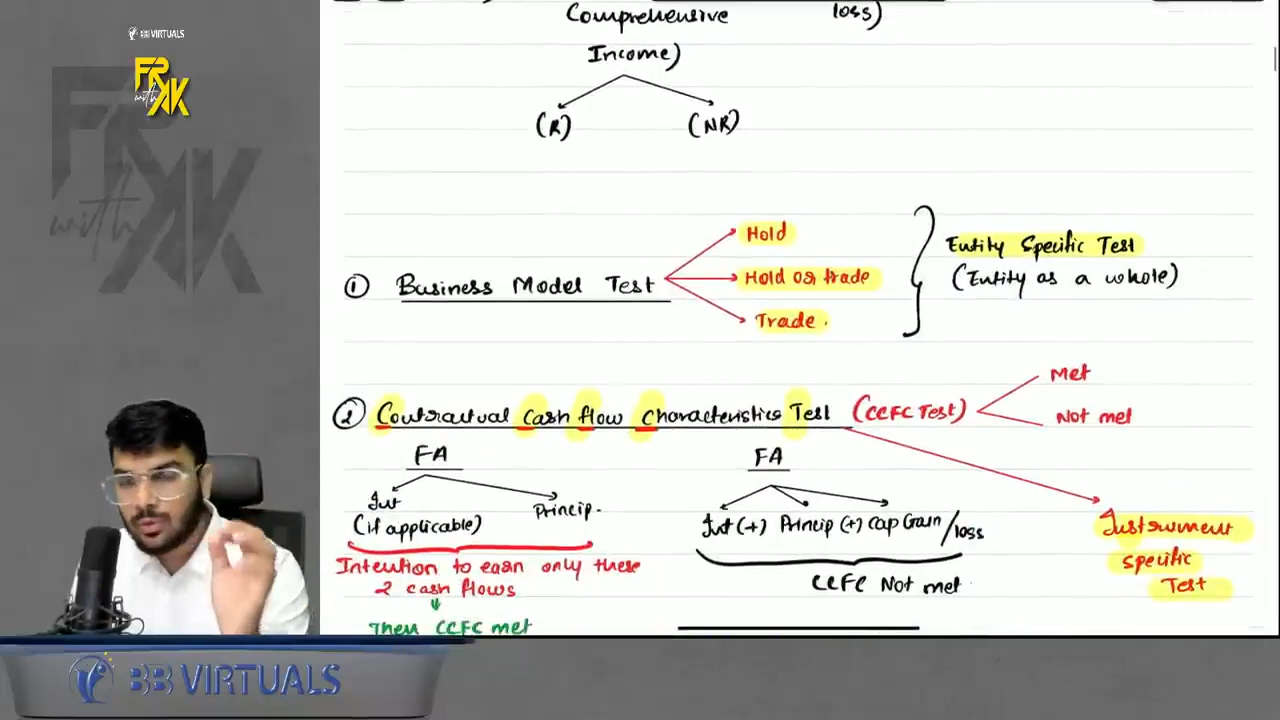 BB VIRTUALS
FR
with
KK
Comprehensive loss)
Income)
(R) (NR)
Hold
Entity Specific Test
① Business Model Test Hold or trade (Entity as a whole)
Trade.
Met
② Contractual Cash flow Characteristics Test (CCFC Test)
Not met
FA FA
Int Princip.
(if applicable)
Int (+) Princip (+) Cap Gain/loss
Instrument
specific
Test
Intention to earn only these
2 cash flows
CCFC Not met
Then CCFC met
BB VIRTUALS